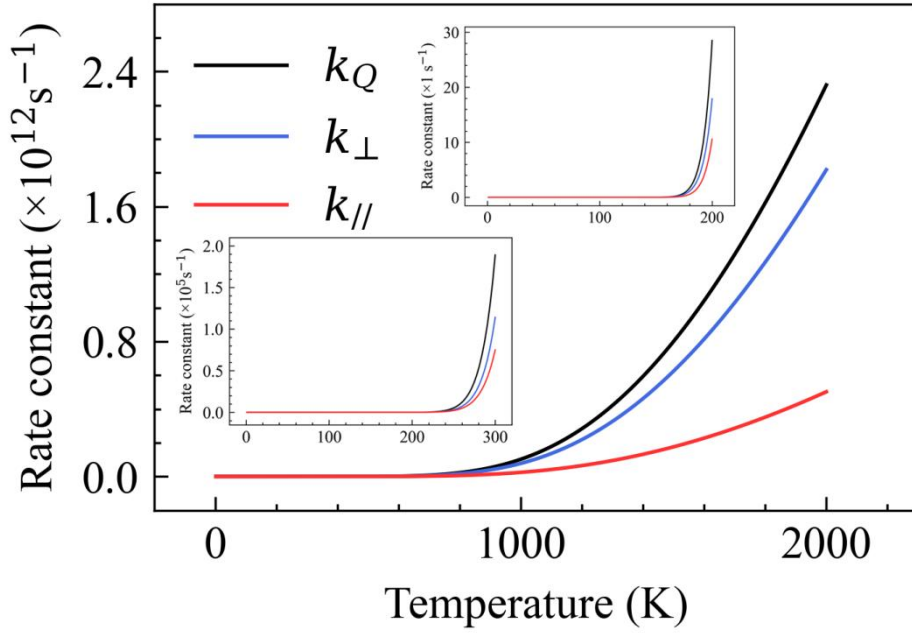 Rate constant (×10¹²s⁻¹)
2.4
1.6
0.8
0.0
k_Q
k_⊥
k_//
Rate constant (×1 s⁻¹)
30
20
10
0
0 100 200
Rate constant (×10⁵s⁻¹)
2.0
1.5
1.0
0.5
0.0
0 100 200 300
0 1000 2000
Temperature (K)